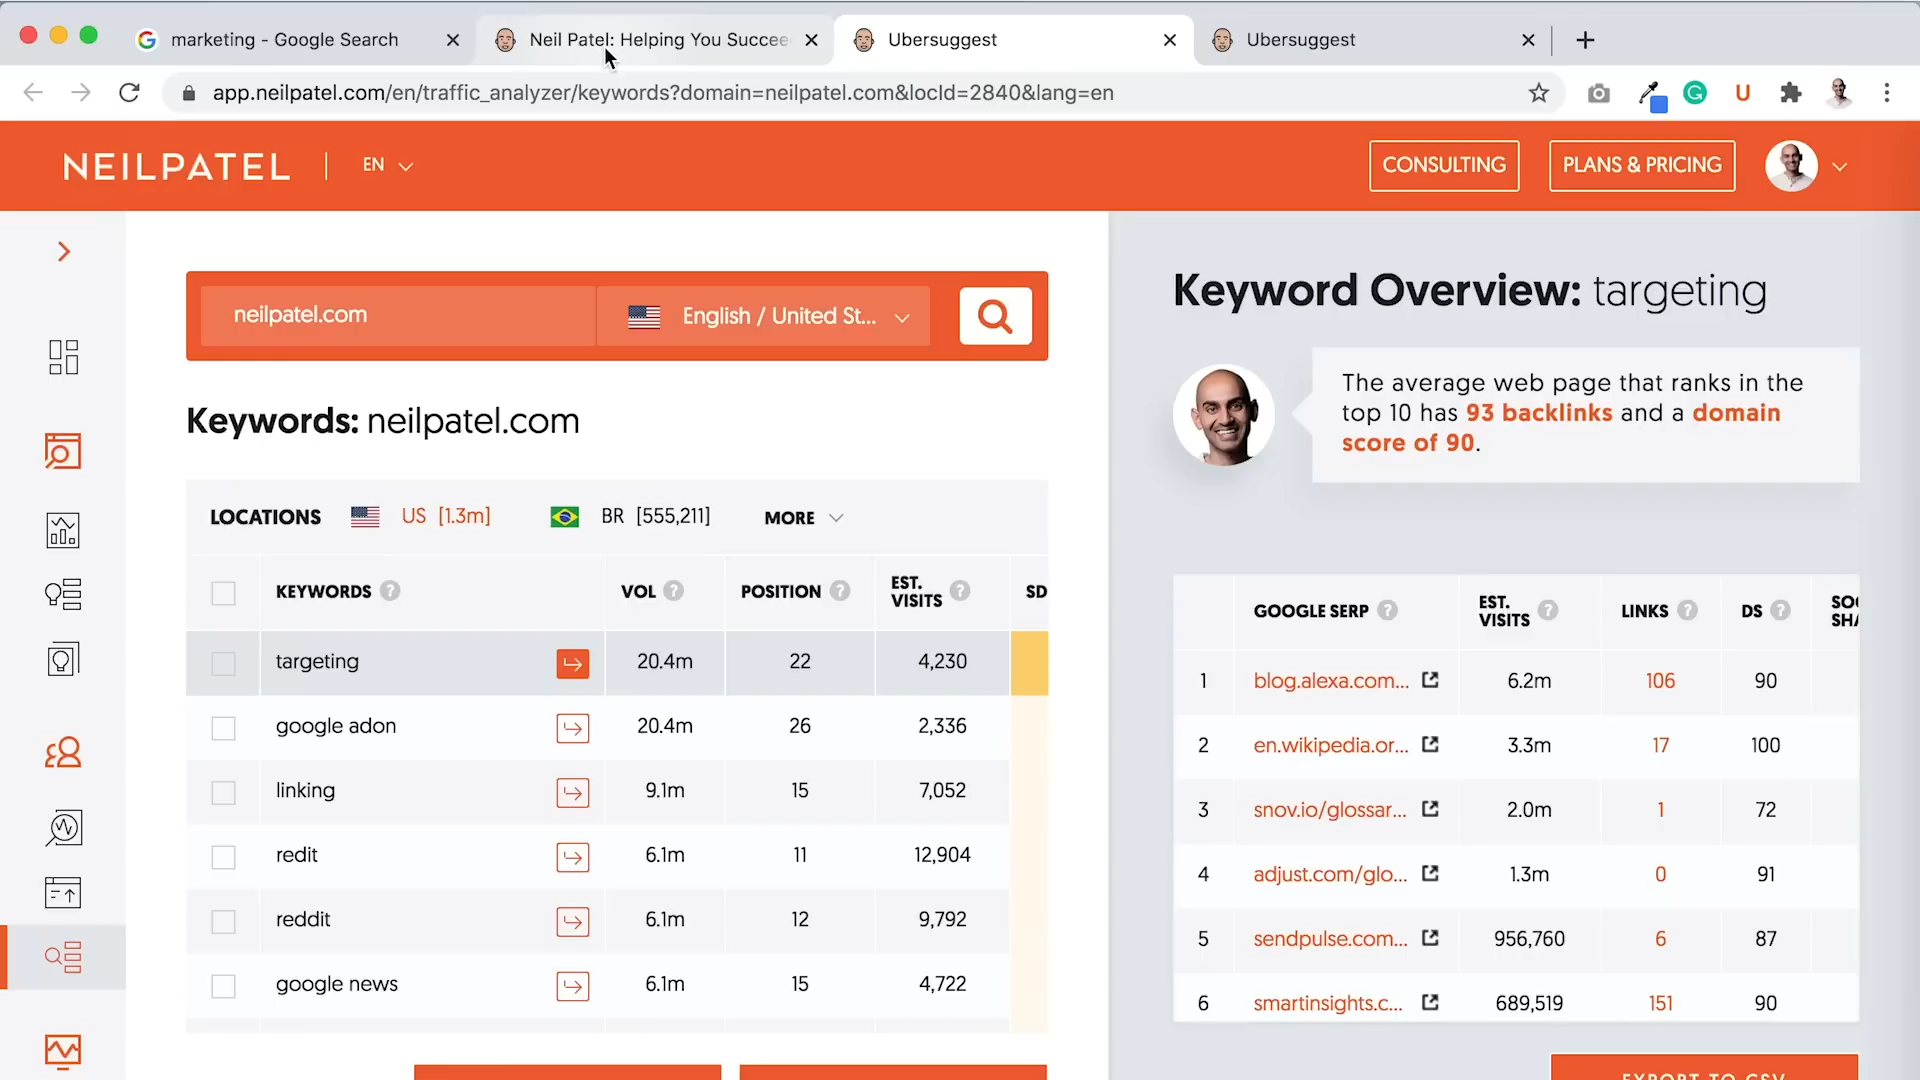 marketing - Google Search
Neil Patel: Helping You Succee
Ubersuggest
Ubersuggest
app.neilpatel.com/en/traffic_analyzer/keywords?domain=neilpatel.com&locId=2840&lang=en
NEILPATEL
EN
CONSULTING
PLANS & PRICING
neilpatel.com
English / United St...
Keywords: neilpatel.com
LOCATIONS US [1.3m] BR [555,211] MORE
KEYWORDS ? VOL ? POSITION ? EST. VISITS ? SD
targeting 20.4m 22 4,230
google adon 20.4m 26 2,336
linking 9.1m 15 7,052
redit 6.1m 11 12,904
reddit 6.1m 12 9,792
google news 6.1m 15 4,722
Keyword Overview: targeting
The average web page that ranks in the
top 10 has 93 backlinks and a domain
score of 90.
GOOGLE SERP ? EST. VISITS ? LINKS ? DS ?
1 blog.alexa.com... 6.2m 106 90
2 en.wikipedia.or... 3.3m 17 100
3 snov.io/glossar... 2.0m 1 72
4 adjust.com/glo... 1.3m 0 91
5 sendpulse.com... 956,760 6 87
6 smartinsights.c... 689,519 151 90
EXPORT TO CSV